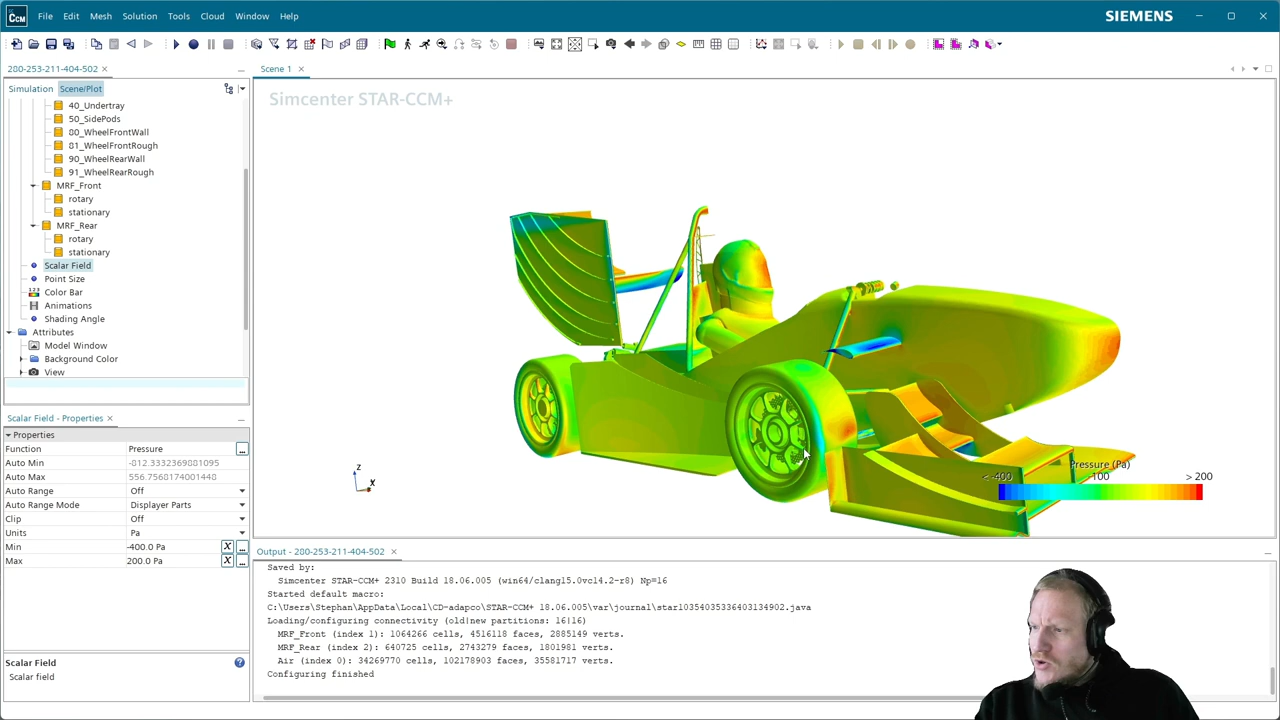 CCM File Edit Mesh Solution Tools Cloud Window Help SIEMENS
280-253-211-404-502
Scene 1
Simulation Scene/Plot
Simcenter STAR-CCM+
40_Undertray
50_SidePods
80_WheelFrontWall
81_WheelFrontRough
90_WheelRearWall
91_WheelRearRough
MRF_Front
rotary
stationary
MRF_Rear
rotary
stationary
Scalar Field
Point Size
Color Bar
Animations
Shading Angle
Attributes
Model Window
Background Color
View
Scalar Field - Properties
Properties
Function Pressure
Auto Min -812.3332369881095
Auto Max 556.7568174001448
Auto Range Off
Auto Range Mode Displayer Parts
Clip Off
Units Pa
Min -400.0 Pa
Max 200.0 Pa
Scalar Field
Scalar field
Z
X
Pressure (Pa)
< -400 -100 > 200
Output - 280-253-211-404-502
Saved by:
Simcenter STAR-CCM+ 2310 Build 18.06.005 (win64/clang15.0vc14.2-r8) Np=16
Started default macro:
C:\Users\Stephan\AppData\Local\CD-adapco\STAR-CCM+ 18.06.005\var\journal\star10354035336403134902.java
Loading/configuring connectivity (old|new partitions: 16|16)
MRF_Front (index 1): 1064266 cells, 4516118 faces, 2885149 verts.
MRF_Rear (index 2): 640725 cells, 2743279 faces, 1801981 verts.
Air (index 0): 34269770 cells, 102178903 faces, 35581717 verts.
Configuring finished